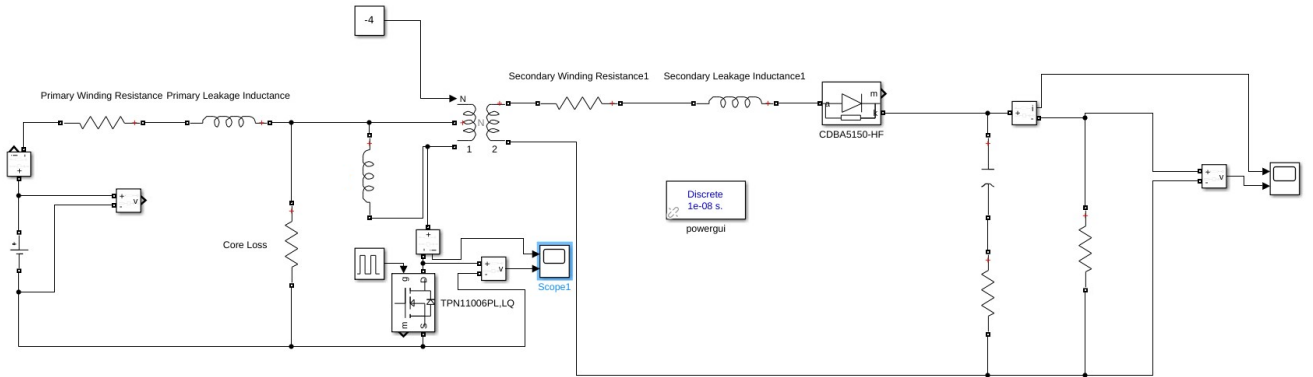 -4
Primary Winding Resistance
Primary Leakage Inductance
N
N
1
2
Secondary Winding Resistance1
Secondary Leakage Inductance1
a
m
k
CDBA5150-HF
i
+
-
i
+
-
+
-
v
+
-
v
Core Loss
Discrete
1e-08 s.
powergui
+
i
-
+
-
v
g
D
m
S
TPN11006PL,LQ
Scope1